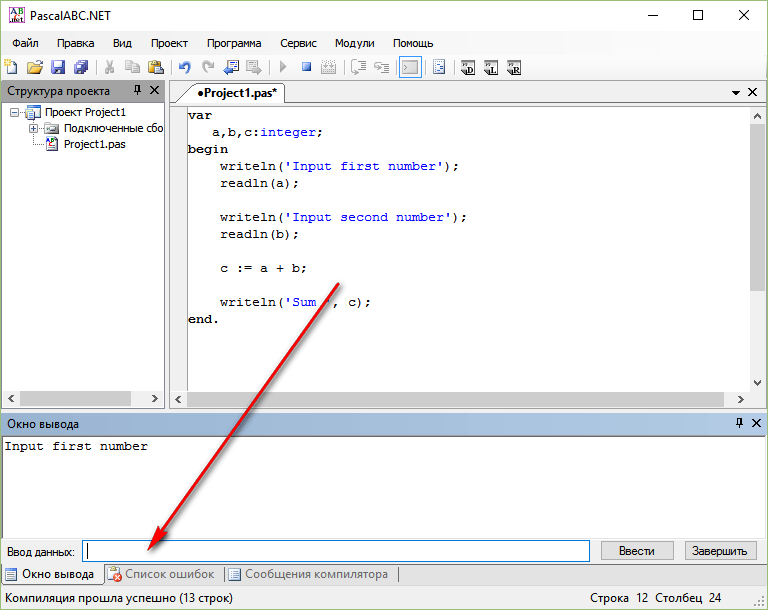 PascalABC.NET
Файл Правка Вид Проект Программа Сервис Модули Помощь
Структура проекта
Проект Project1
Подключенные сбо
Project1.pas
●Project1.pas*
var
a,b,c:integer;
begin
writeln('Input first number');
readln(a);
writeln('Input second number');
readln(b);
c := a + b;
writeln('Sum ', c);
end.
Окно вывода
Input first number
Ввод данных:
Ввести
Завершить
Окно вывода Список ошибок Сообщения компилятора
Компиляция прошла успешно (13 строк) Строка 12 Столбец 24